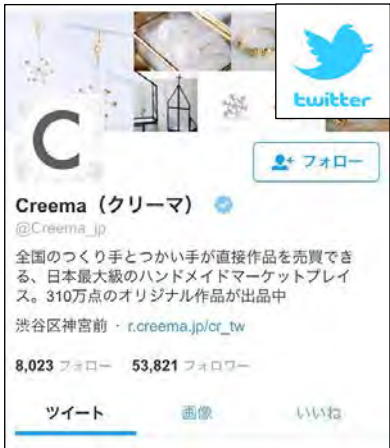 twitter
C
フォロー
Creema（クリーマ）
@Creema_jp
全国のつくり手とつかい手が直接作品を売買でき
る、日本最大級のハンドメイドマーケットプレイ
ス。310万点のオリジナル作品が出品中
渋谷区神宮前・r.creema.jp/cr_tw
8,023 フォロー 53,821 フォロワー
ツイート 画像 いいね